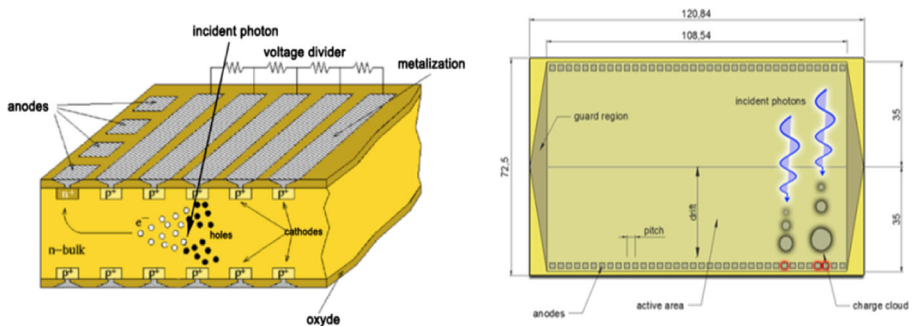 incident photon
voltage divider
metalization
anodes
n+
p+
p+
p+
p+
p+
e−
holes
cathodes
n-bulk
p+
p+
p+
p+
p+
p+
oxyde
120,84
108,54
72,5
incident photons
guard region
35
drift
35
pitch
anodes
active area
charge cloud